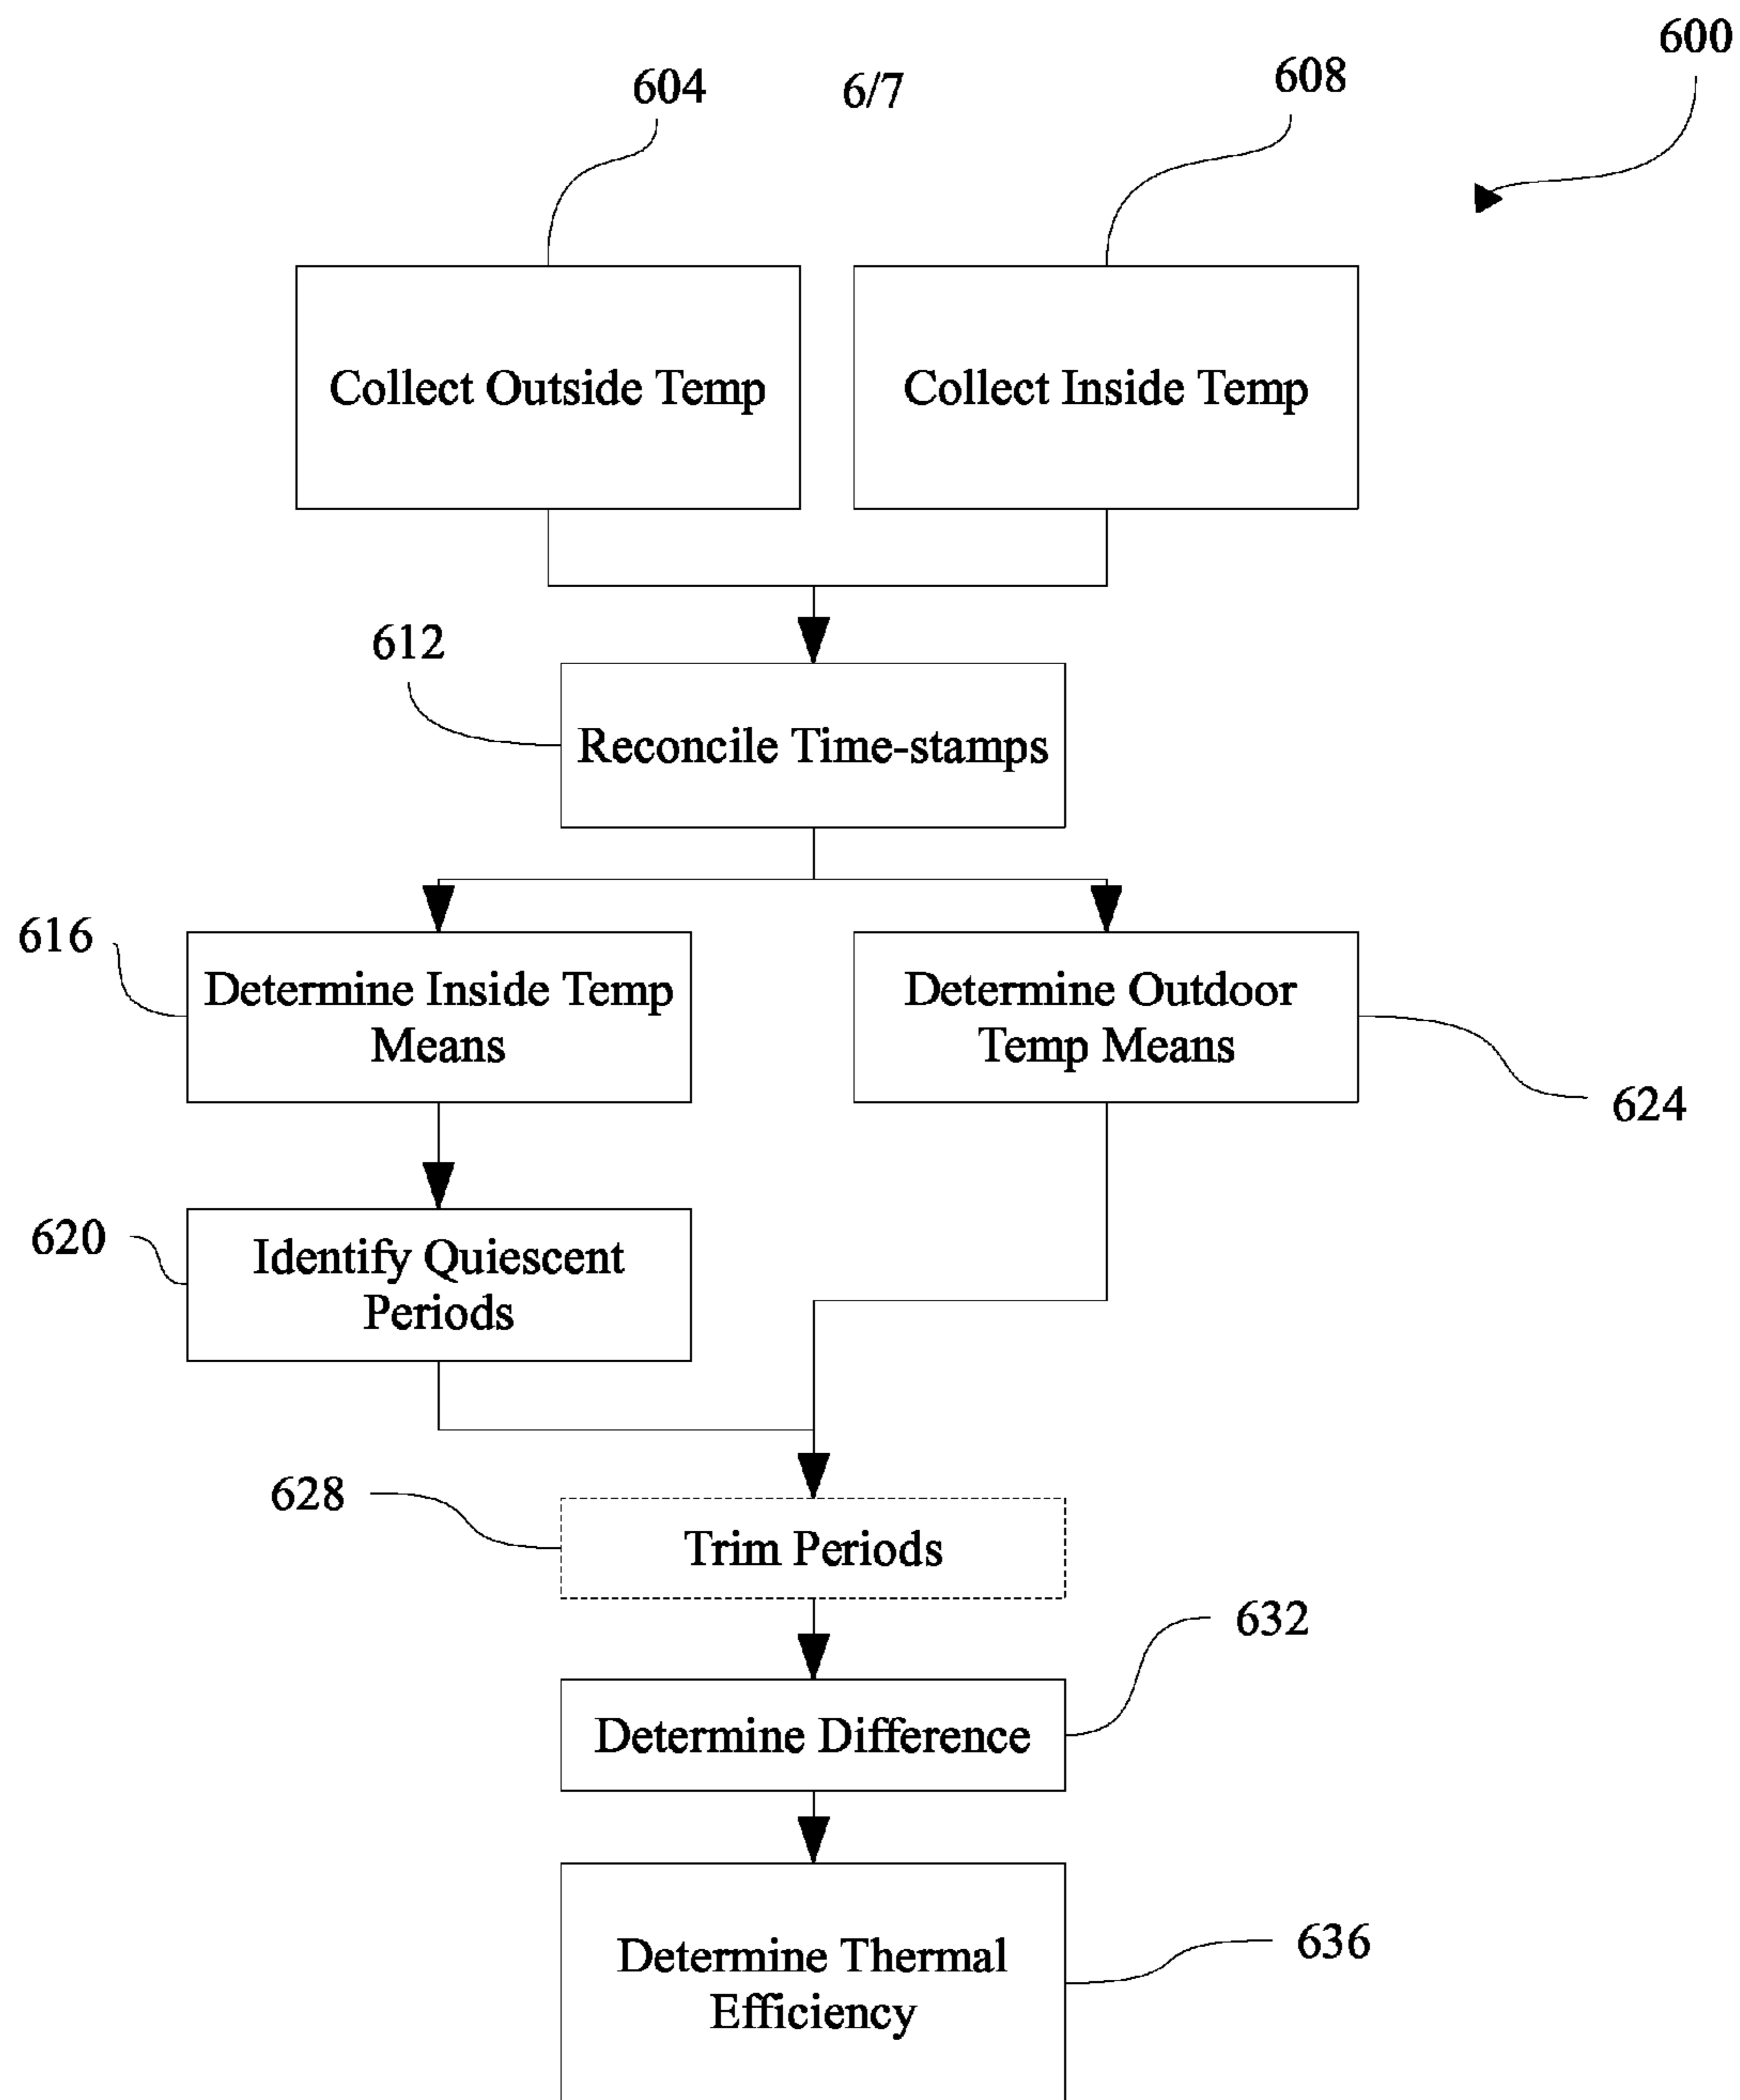 600
604
6/7
608
Collect Outside Temp
Collect Inside Temp
612
Reconcile Time-stamps
616
Determine Inside Temp
Means
Determine Outdoor
Temp Means
624
620
Identify Quiescent
Periods
628
Trim Periods
632
Determine Difference
636
Determine Thermal
Efficiency